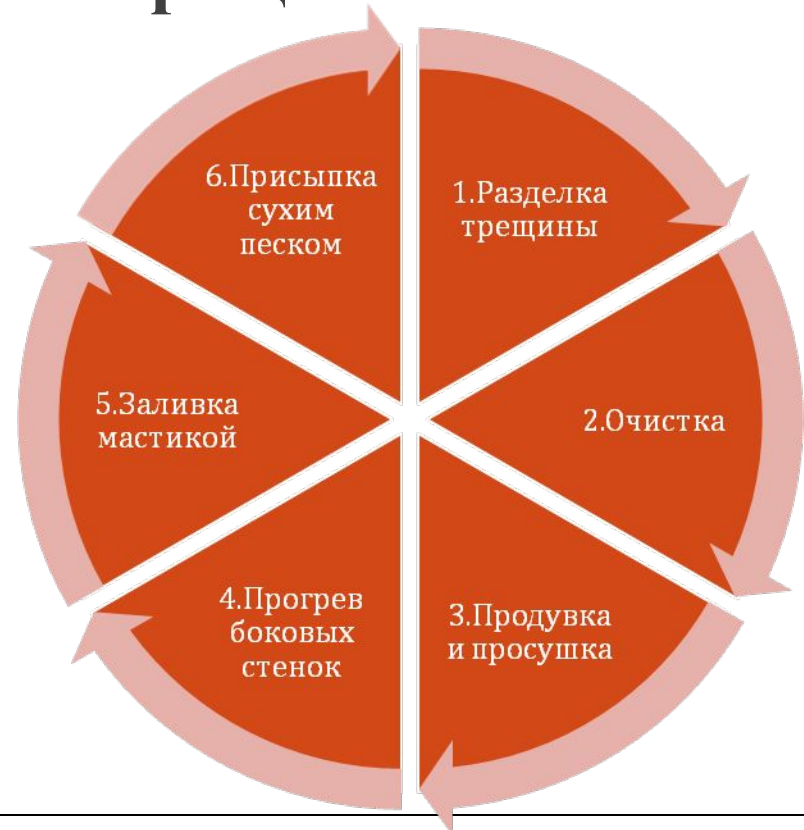 1.Разделка
трещины
2.Очистка
3.Продувка
и просушка
4.Прогрев
боковых
стенок
5.Заливка
мастикой
6.Присыпка
сухим
песком